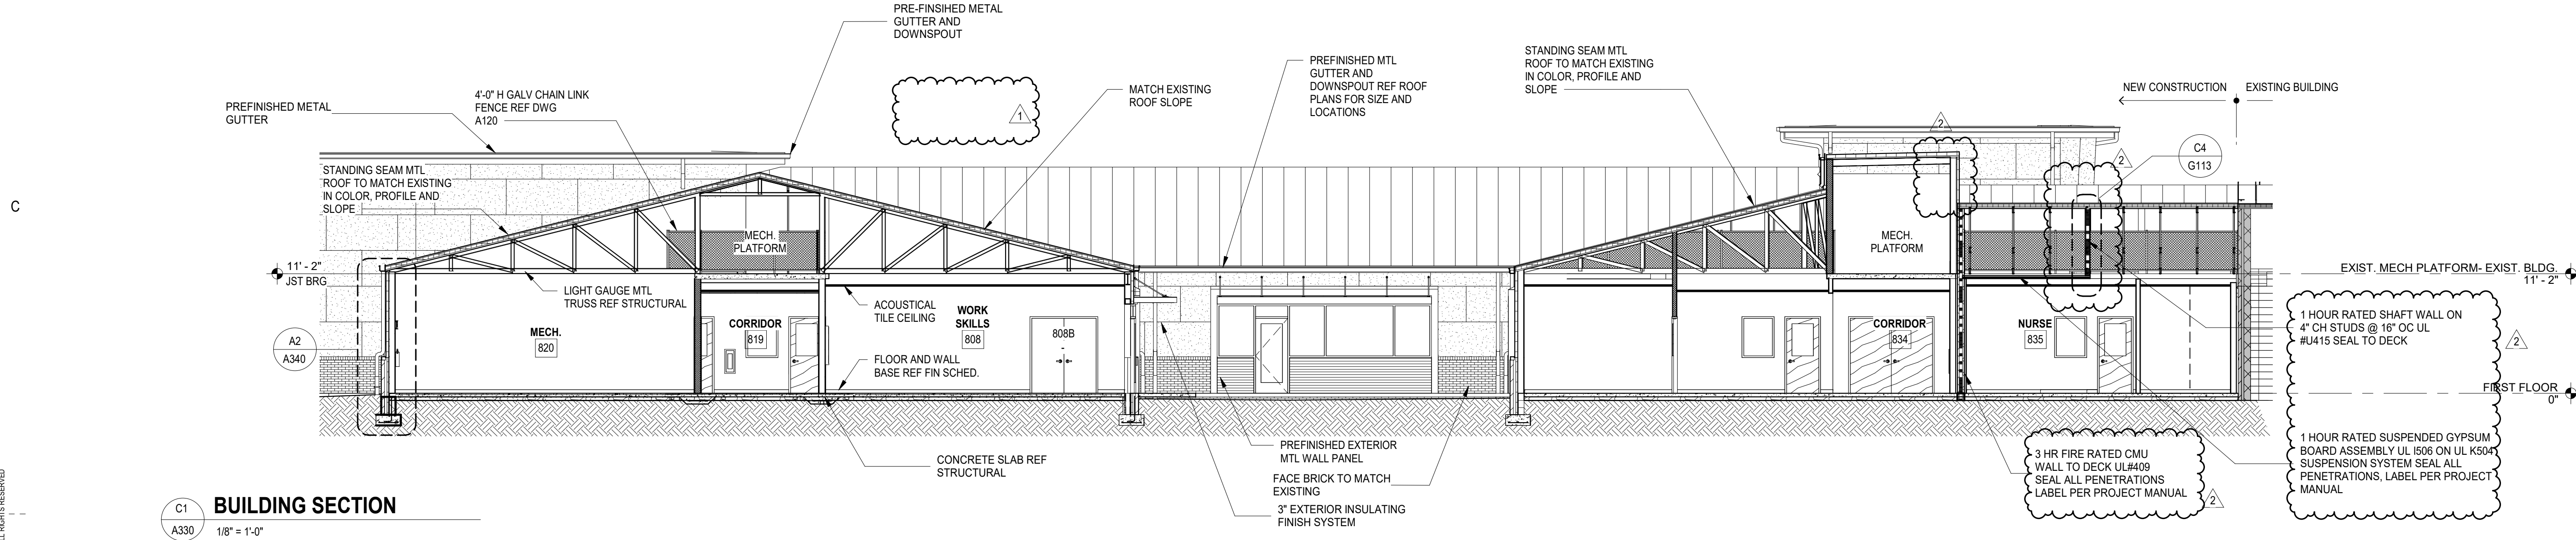 PRE-FINSIHED METAL
GUTTER AND
DOWNSPOUT
PREFINISHED METAL
GUTTER
4'-0" H GALV CHAIN LINK
FENCE REF DWG
A120
1
MATCH EXISTING
ROOF SLOPE
PREFINISHED MTL
GUTTER AND
DOWNSPOUT REF ROOF
PLANS FOR SIZE AND
LOCATIONS
STANDING SEAM MTL
ROOF TO MATCH EXISTING
IN COLOR, PROFILE AND
SLOPE
NEW CONSTRUCTION
EXISTING BUILDING
2
2
C4
G113
C
STANDING SEAM MTL
ROOF TO MATCH EXISTING
IN COLOR, PROFILE AND
SLOPE
MECH.
PLATFORM
MECH.
PLATFORM
11' - 2"
JST BRG
EXIST. MECH PLATFORM- EXIST. BLDG.
11' - 2"
LIGHT GAUGE MTL
TRUSS REF STRUCTURAL
ACOUSTICAL
TILE CEILING
MECH.
820
CORRIDOR
819
WORK
SKILLS
808
808B
CORRIDOR
834
NURSE
835
A2
A340
FLOOR AND WALL
BASE REF FIN SCHED.
1 HOUR RATED SHAFT WALL ON
4" CH STUDS @ 16" OC UL
#U415 SEAL TO DECK
2
FIRST FLOOR
0"
1 HOUR RATED SUSPENDED GYPSUM
BOARD ASSEMBLY UL I506 ON UL K504
SUSPENSION SYSTEM SEAL ALL
PENETRATIONS, LABEL PER PROJECT
MANUAL
3 HR FIRE RATED CMU
WALL TO DECK UL#409
SEAL ALL PENETRATIONS
LABEL PER PROJECT MANUAL
2
CONCRETE SLAB REF
STRUCTURAL
PREFINISHED EXTERIOR
MTL WALL PANEL
FACE BRICK TO MATCH
EXISTING
3" EXTERIOR INSULATING
FINISH SYSTEM
C1
A330
BUILDING SECTION
1/8" = 1'-0"
RIGHTS RESERVED